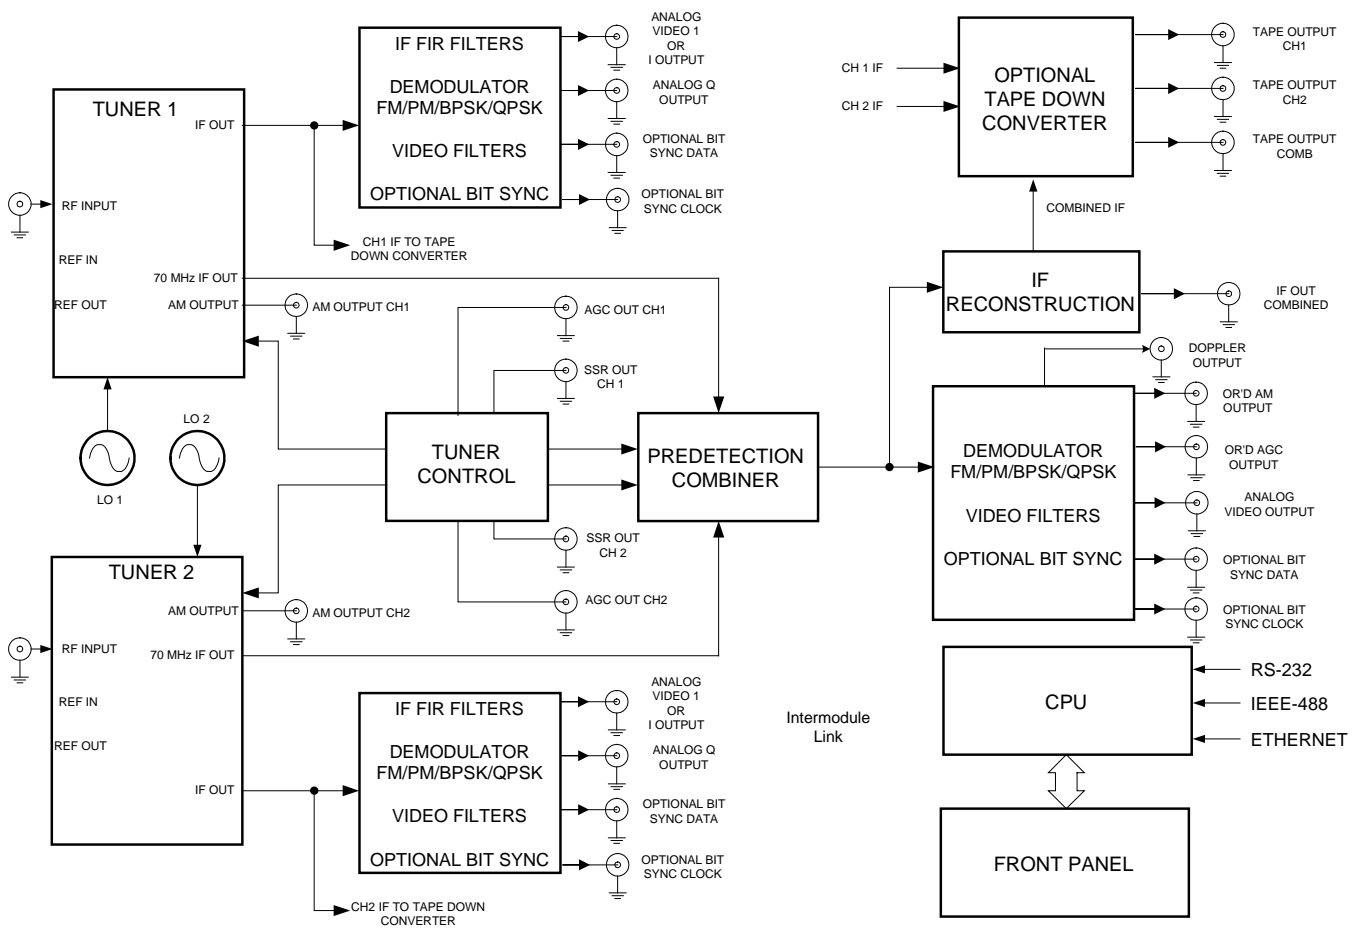 TUNER 1
IF OUT
RF INPUT
REF IN
70 MHz IF OUT
REF OUT
AM OUTPUT
AM OUTPUT CH1
LO 1
LO 2
IF FIR FILTERS
DEMODULATOR
FM/PM/BPSK/QPSK
VIDEO FILTERS
OPTIONAL BIT SYNC
ANALOG
VIDEO 1
OR
I OUTPUT
ANALOG Q
OUTPUT
OPTIONAL BIT
SYNC DATA
OPTIONAL BIT
SYNC CLOCK
CH1 IF TO TAPE
DOWN CONVERTER
AGC OUT CH1
SSR OUT
CH 1
TUNER
CONTROL
SSR OUT
CH 2
AGC OUT CH2
PREDETECTION
COMBINER
TUNER 2
AM OUTPUT
AM OUTPUT CH2
RF INPUT
70 MHz IF OUT
REF IN
REF OUT
IF OUT
IF FIR FILTERS
DEMODULATOR
FM/PM/BPSK/QPSK
VIDEO FILTERS
OPTIONAL BIT SYNC
ANALOG
VIDEO 1
OR
I OUTPUT
ANALOG Q
OUTPUT
OPTIONAL BIT
SYNC DATA
OPTIONAL BIT
SYNC CLOCK
CH2 IF TO TAPE DOWN
CONVERTER
CH 1 IF
CH 2 IF
OPTIONAL
TAPE DOWN
CONVERTER
TAPE OUTPUT
CH1
TAPE OUTPUT
CH2
TAPE OUTPUT
COMB
COMBINED IF
IF
RECONSTRUCTION
IF OUT
COMBINED
DOPPLER
OUTPUT
DEMODULATOR
FM/PM/BPSK/QPSK
VIDEO FILTERS
OPTIONAL BIT SYNC
OR'D AM
OUTPUT
OR'D AGC
OUTPUT
ANALOG
VIDEO OUTPUT
OPTIONAL BIT
SYNC DATA
OPTIONAL BIT
SYNC CLOCK
Intermodule
Link
CPU
RS-232
IEEE-488
ETHERNET
FRONT PANEL